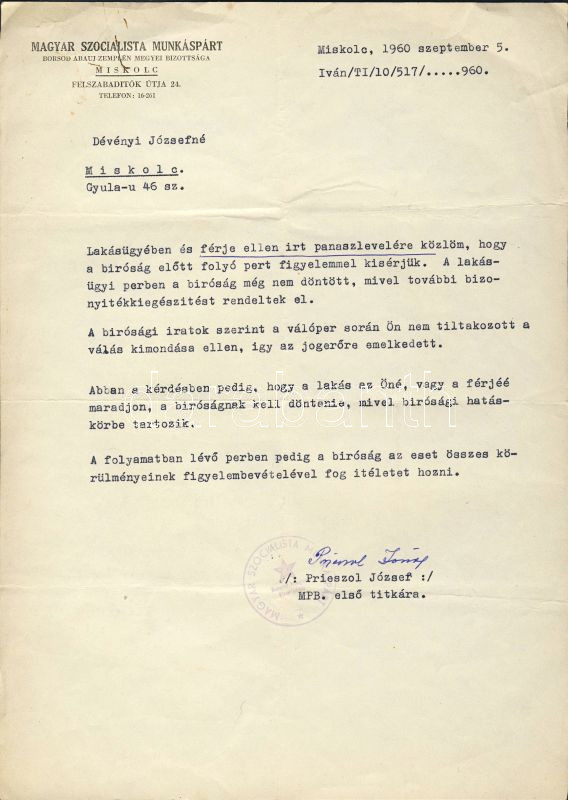 MAGYAR SZOCIALISTA MUNKÁSPÁRT
BORSOD ABAUJ-ZEMPLÉN MEGYEI BIZOTTSÁGA
MISKOLC
FELSZABADITÓK ÚTJA 24.
TELEFON: 16-261
Miskolc, 1960 szeptember 5.
Iván/TI/10/517/.....960.
Dévényi Józsefné
Miskolc.
Gyula-u 46 sz.
Lakásügyében és férje ellen irt panaszlevelére közlöm, hogy
a biróság előtt folyó pert figyelemmel kisérjük. A lakás-
ügyi perben a biróság még nem döntött, mivel további bizo-
nyitékkiegészitést rendeltek el.
A birósági iratok szerint a válóper során Ön nem tiltakozott a
válás kimondása ellen, igy az jogerőre emelkedett.
Abban a kérdésben pedig, hogy a lakás az Öné, vagy a férjéé
maradjon, a biróságnak kell döntenie, mivel birósági hatás-
körbe tartozik.
A folyamatban lévő perben pedig a biróság az eset összes kö-
rülményeinek figyelembevételével fog itéletet hozni.
MAGYAR SZOCIALISTA
/: Prieszol József :/
MPB. első titkára.